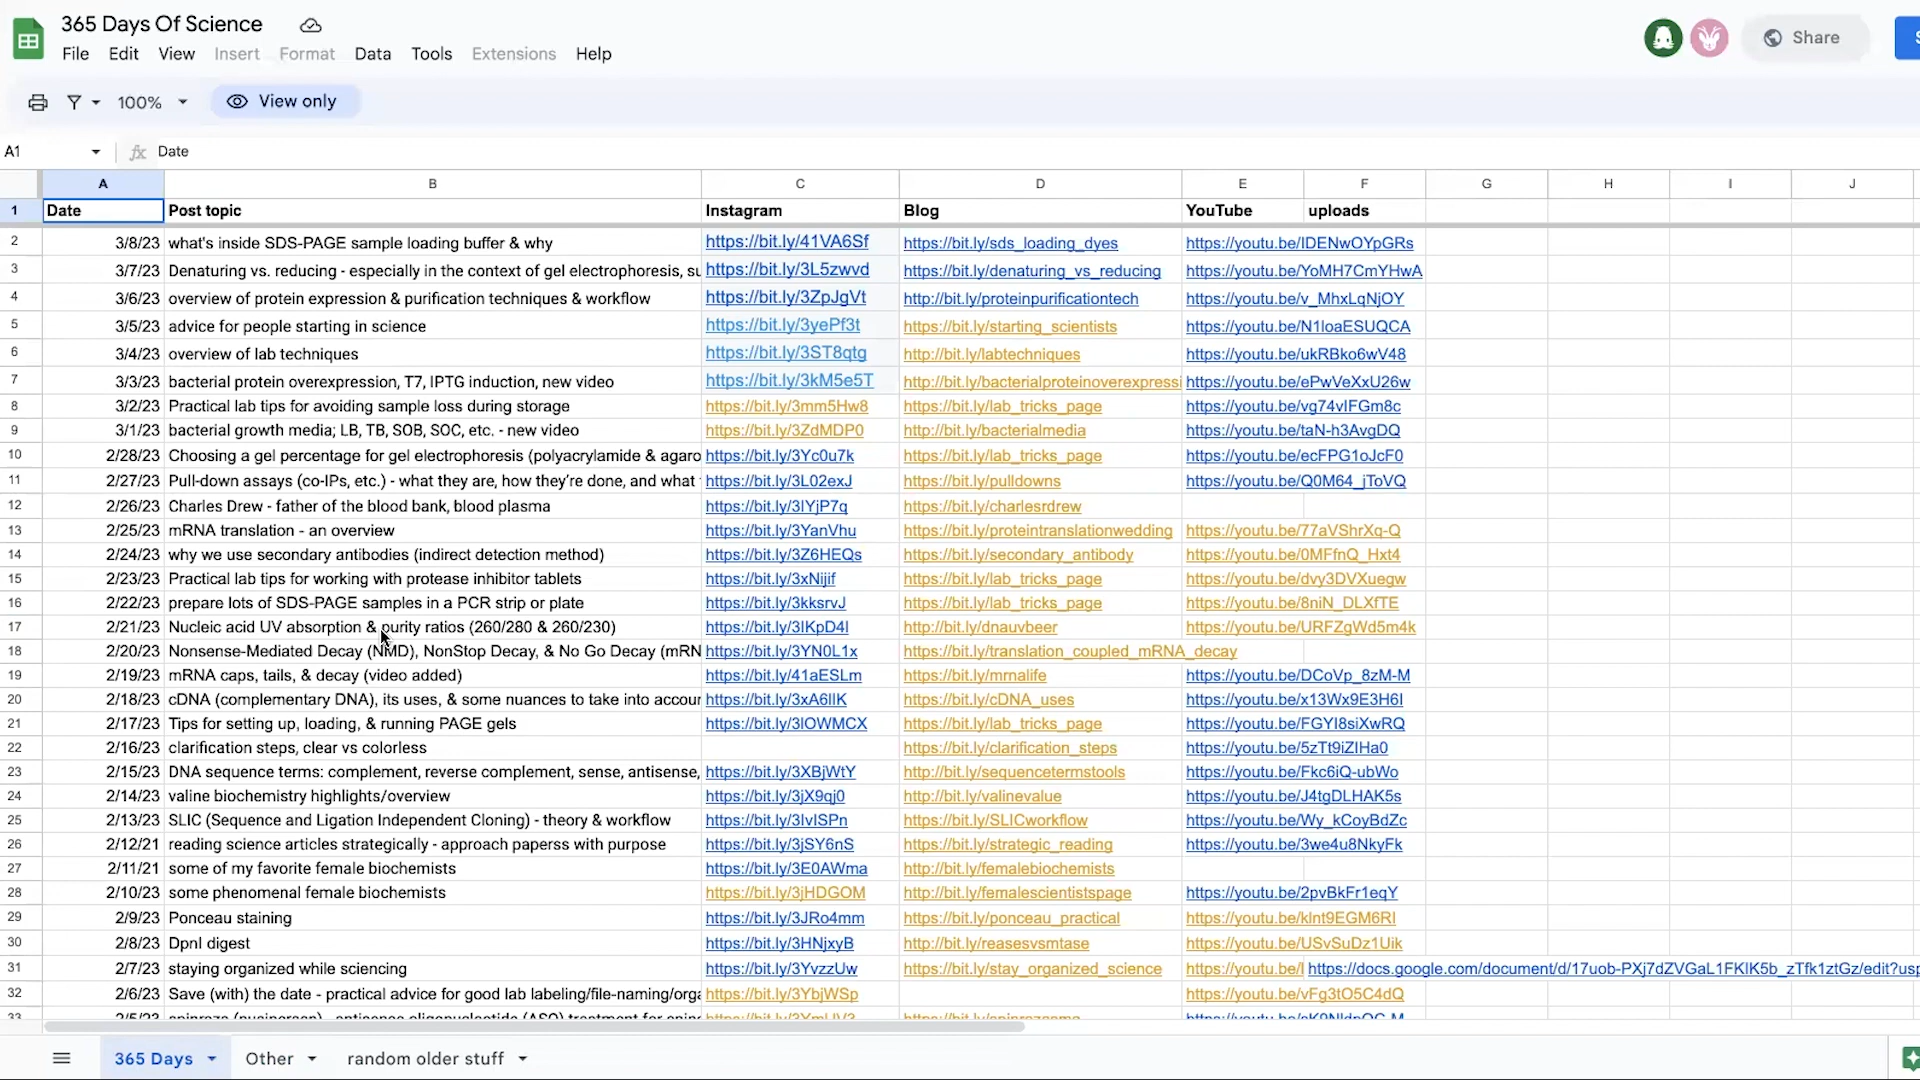 365 Days Of Science
File Edit View Insert Format Data Tools Extensions Help
Share
100% View only
A1 fx Date
A B C D E F G H I J
1 Date Post topic Instagram Blog YouTube uploads
2 3/8/23 what's inside SDS-PAGE sample loading buffer & why https://bit.ly/41VA6Sf https://bit.ly/sds_loading_dyes https://youtu.be/IDENwOYpGRs
3 3/7/23 Denaturing vs. reducing - especially in the context of gel electrophoresis, su https://bit.ly/3L5zwvd https://bit.ly/denaturing_vs_reducing https://youtu.be/YoMH7CmYHwA
4 3/6/23 overview of protein expression & purification techniques & workflow https://bit.ly/3ZpJgVt http://bit.ly/proteinpurificationtech https://youtu.be/v_MhxLqNjOY
5 3/5/23 advice for people starting in science https://bit.ly/3yePf3t https://bit.ly/starting_scientists https://youtu.be/N1loaESUQCA
6 3/4/23 overview of lab techniques https://bit.ly/3ST8qtg http://bit.ly/labtechniques https://youtu.be/ukRBko6wV48
7 3/3/23 bacterial protein overexpression, T7, IPTG induction, new video https://bit.ly/3kM5e5T http://bit.ly/bacterialproteinoverexpressi https://youtu.be/ePwVeXxU26w
8 3/2/23 Practical lab tips for avoiding sample loss during storage https://bit.ly/3mm5Hw8 http://bit.ly/lab_tricks_page https://youtu.be/vg74vIFGm8c
9 3/1/23 bacterial growth media; LB, TB, SOB, SOC, etc. - new video https://bit.ly/3ZdMDP0 http://bit.ly/bacterialmedia https://youtu.be/taN-h3AvgDQ
10 2/28/23 Choosing a gel percentage for gel electrophoresis (polyacrylamide & agaro https://bit.ly/3Yc0u7k http://bit.ly/lab_tricks_page https://youtu.be/ecFPG1oJcF0
11 2/27/23 Pull-down assays (co-IPs, etc.) - what they are, how they're done, and what https://bit.ly/3L02exJ https://bit.ly/pulldowns https://youtu.be/Q0M64_jToVQ
12 2/26/23 Charles Drew - father of the blood bank, blood plasma https://bit.ly/3IYjP7q http://bit.ly/charlesrdrew
13 2/25/23 mRNA translation - an overview https://bit.ly/3YanVhu http://bit.ly/proteintranslationwedding https://youtu.be/77aVShrXq-Q
14 2/24/23 why we use secondary antibodies (indirect detection method) https://bit.ly/3Z6HEQs https://bit.ly/secondary_antibody https://youtu.be/0MFfnQ_Hxt4
15 2/23/23 Practical lab tips for working with protease inhibitor tablets https://bit.ly/3xNijif http://bit.ly/lab_tricks_page https://youtu.be/dvy3DVXuegw
16 2/22/23 prepare lots of SDS-PAGE samples in a PCR strip or plate https://bit.ly/3kksrvJ http://bit.ly/lab_tricks_page https://youtu.be/8niN_DLXfTE
17 2/21/23 Nucleic acid UV absorption & purity ratios (260/280 & 260/230) https://bit.ly/3IKpD4l http://bit.ly/dnauvbeer https://youtu.be/URFZgWd5m4k
18 2/20/23 Nonsense-Mediated Decay (NMD), NonStop Decay, & No Go Decay (mRN https://bit.ly/3YN0L1x https://bit.ly/translation_coupled_mRNA_decay
19 2/19/23 mRNA caps, tails, & decay (video added) https://bit.ly/41aESLm http://bit.ly/mrnalife https://youtu.be/DCoVp_8zM-M
20 2/18/23 cDNA (complementary DNA), its uses, & some nuances to take into accour https://bit.ly/3xA6llK https://bit.ly/cDNA_uses https://youtu.be/x13Wx9E3H6I
21 2/17/23 Tips for setting up, loading, & running PAGE gels https://bit.ly/3lOWMCX http://bit.ly/lab_tricks_page https://youtu.be/FGYI8siXwRQ
22 2/16/23 clarification steps, clear vs colorless https://bit.ly/clarification_steps https://youtu.be/5zTt9iZIHa0
23 2/15/23 DNA sequence terms: complement, reverse complement, sense, antisense, https://bit.ly/3XBjWtY http://bit.ly/sequencetermstools https://youtu.be/Fkc6iQ-ubWo
24 2/14/23 valine biochemistry highlights/overview https://bit.ly/3jX9qj0 http://bit.ly/valinevalue https://youtu.be/J4tgDLHAK5s
25 2/13/23 SLIC (Sequence and Ligation Independent Cloning) - theory & workflow https://bit.ly/3IvISPn http://bit.ly/SLICworkflow https://youtu.be/Wy_kCoyBdZc
26 2/12/21 reading science articles strategically - approach paperss with purpose https://bit.ly/3jSY6nS https://bit.ly/strategic_reading https://youtu.be/3we4u8NkyFk
27 2/11/21 some of my favorite female biochemists https://bit.ly/3E0AWma http://bit.ly/femalebiochemists
28 2/10/23 some phenomenal female biochemists https://bit.ly/3jHDGOM http://bit.ly/femalescientistspage https://youtu.be/2pvBkFr1eqY
29 2/9/23 Ponceau staining https://bit.ly/3JRo4mm https://bit.ly/ponceau_practical https://youtu.be/klnt9EGM6RI
30 2/8/23 DpnI digest https://bit.ly/3HNjxyB http://bit.ly/reasesvsmtase https://youtu.be/USvSuDz1Uik
31 2/7/23 staying organized while sciencing https://bit.ly/3YvzzUw https://bit.ly/stay_organized_science https://youtu.be/l https://docs.google.com/document/d/17uob-PXj7dZVGaL1FKlK5b_zTfk1ztGz/edit?usp
32 2/6/23 Save (with) the date - practical advice for good lab labeling/file-naming/orga https://bit.ly/3YbjWSp https://youtu.be/vFg3tO5C4dQ
365 Days Other random older stuff